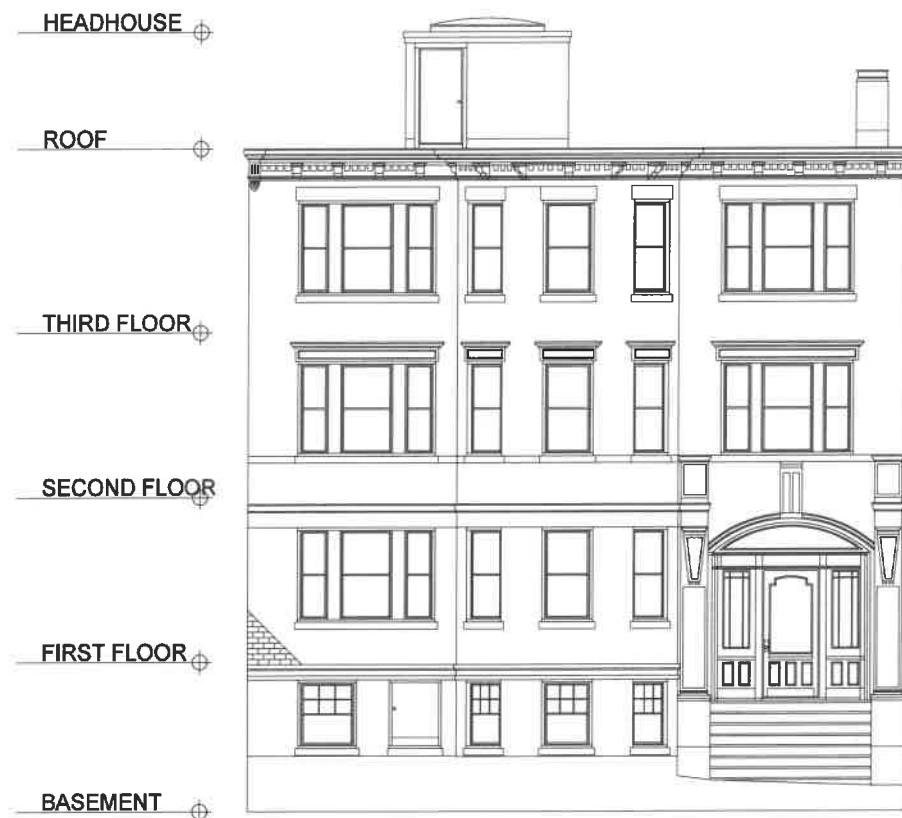 HEADHOUSE
ROOF
THIRD FLOOR
SECOND FLOOR
FIRST FLOOR
BASEMENT